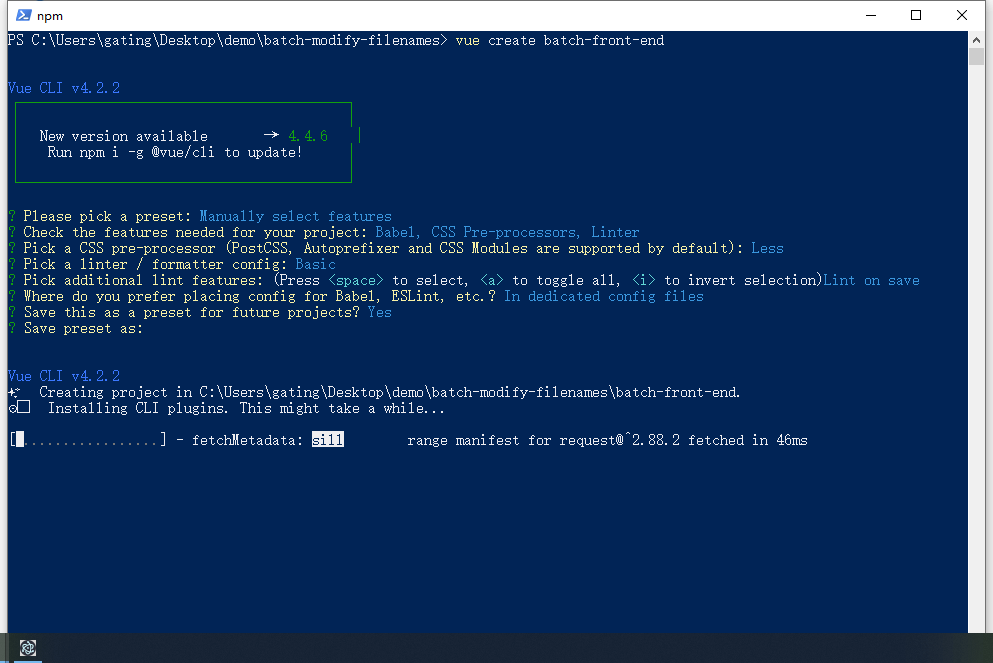 npm
PS C:\Users\gating\Desktop\demo\batch-modify-filenames> vue create batch-front-end
Vue CLI v4.2.2
New version available → 4.4.6
Run npm i -g @vue/cli to update!
? Please pick a preset: Manually select features
? Check the features needed for your project: Babel, CSS Pre-processors, Linter
? Pick a CSS pre-processor (PostCSS, Autoprefixer and CSS Modules are supported by default): Less
? Pick a linter / formatter config: Basic
? Pick additional lint features: (Press <space> to select, <a> to toggle all, <i> to invert selection)Lint on save
? Where do you prefer placing config for Babel, ESLint, etc.? In dedicated config files
? Save this as a preset for future projects? Yes
? Save preset as:
Vue CLI v4.2.2
Creating project in C:\Users\gating\Desktop\demo\batch-modify-filenames\batch-front-end.
Installing CLI plugins. This might take a while...
[ .................] - fetchMetadata: sill range manifest for request@^2.88.2 fetched in 46ms